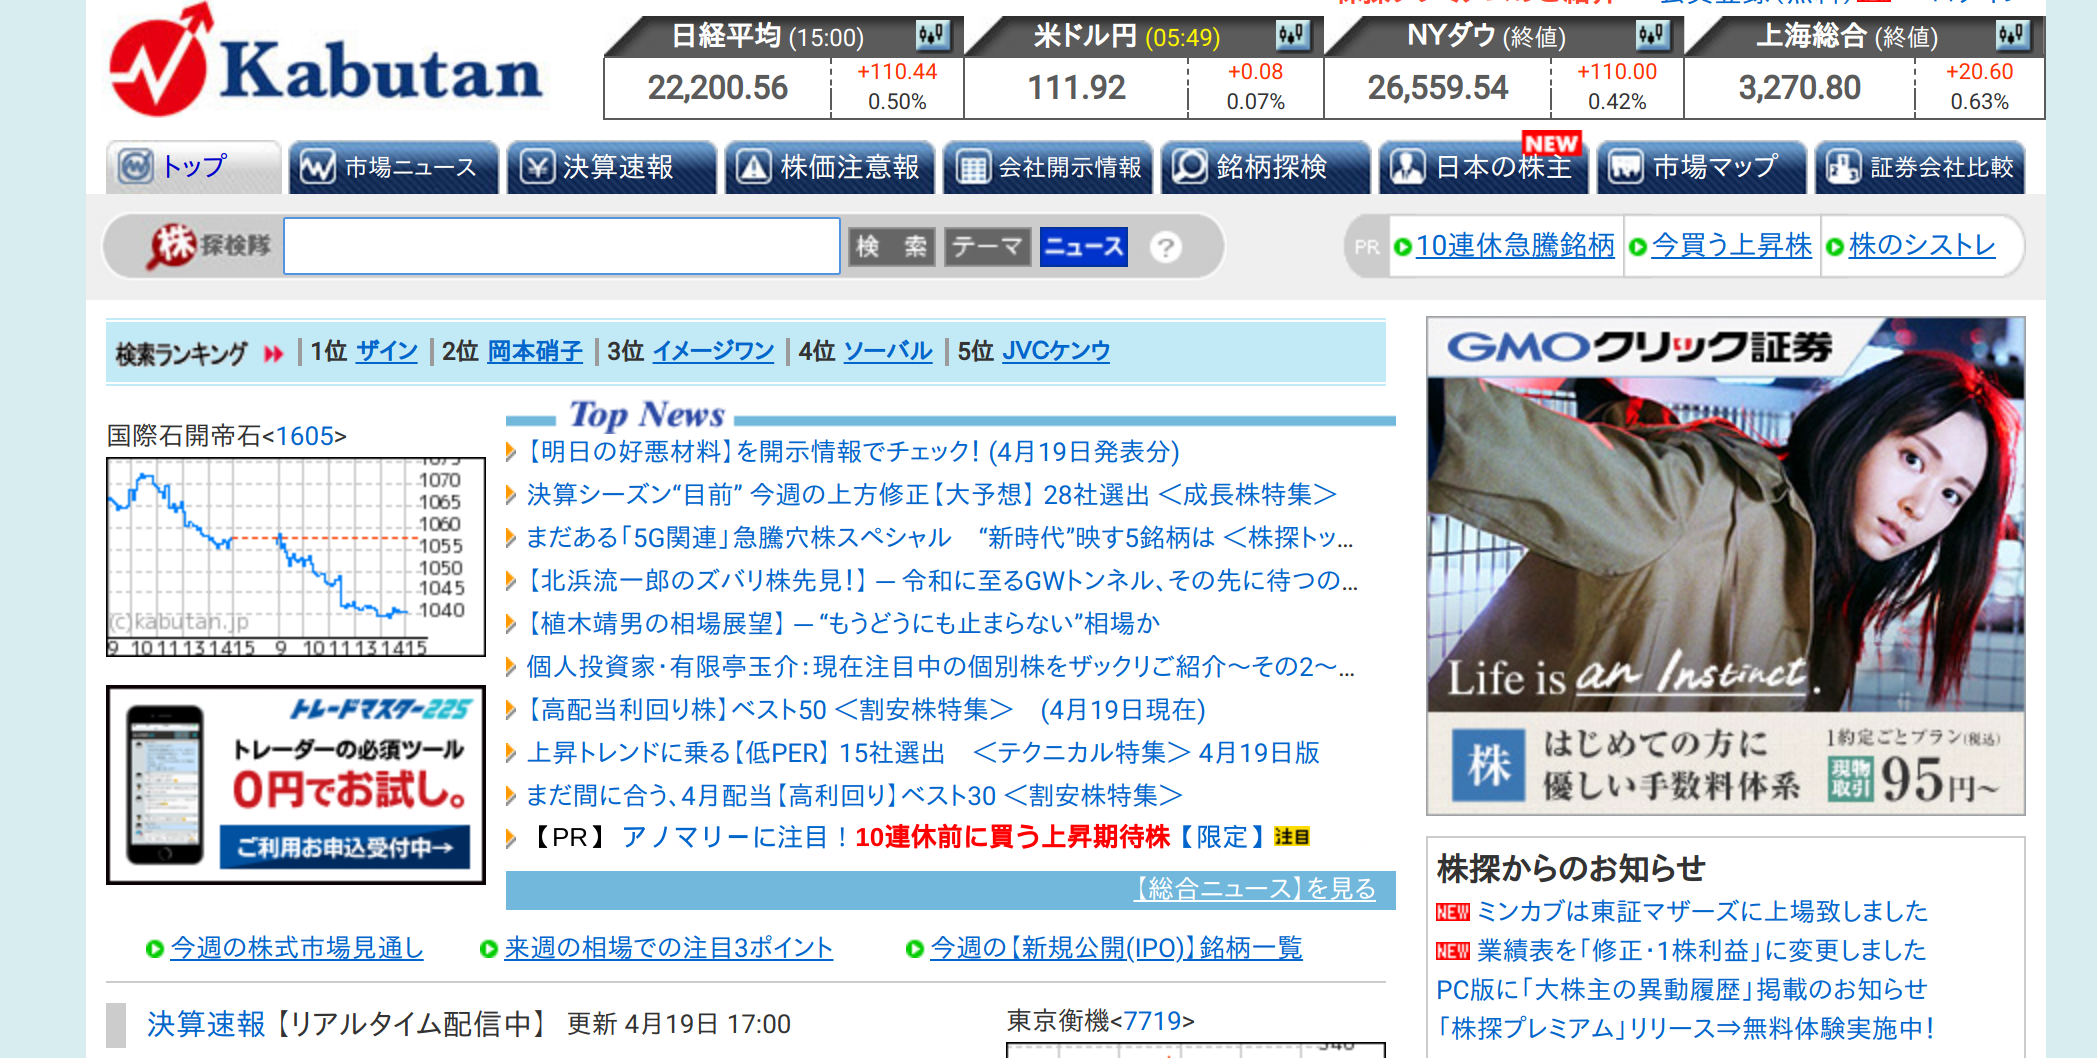 Kabutan
日経平均 (15:00)
22,200.56 +110.44 0.50%
米ドル円 (05:49)
111.92 +0.08 0.07%
NYダウ (終値)
26,559.54 +110.00 0.42%
上海総合 (終値)
3,270.80 +20.60 0.63%
NEW
トップ 市場ニュース 決算速報 株価注意報 会社開示情報 銘柄探検 日本の株主 市場マップ 証券会社比較
株探検隊 検索 テーマ ニュース ?
PR 10連休急騰銘柄 今買う上昇株 株のシストレ
検索ランキング 1位 ザイン 2位 岡本硝子 3位 イメージワン 4位 ソーバル 5位 JVCケンウ
国際石開帝石<1605>
1075
1070
1065
1060
1055
1050
1045
1040
(c)kabutan.jp
9 1011131415 9 1011131415
トレードマスター225
トレーダーの必須ツール
0円でお試し。
ご利用お申込受付中→
Top News
【明日の好悪材料】を開示情報でチェック! (4月19日発表分)
決算シーズン“目前” 今週の上方修正【大予想】 28社選出 <成長株特集>
まだある「5G関連」急騰穴株スペシャル “新時代”映す5銘柄は <株探トッ...
【北浜流一郎のズバリ株先見!】 ─ 令和に至るGWトンネル、その先に待つの...
【植木靖男の相場展望】 ─ “もうどうにも止まらない”相場か
個人投資家・有限亭玉介:現在注目中の個別株をザックリご紹介～その2～...
【高配当利回り株】ベスト50 <割安株特集> (4月19日現在)
上昇トレンドに乗る【低PER】 15社選出 <テクニカル特集> 4月19日版
まだ間に合う、4月配当【高利回り】ベスト30 <割安株特集>
【PR】 アノマリーに注目！10連休前に買う上昇期待株【限定】 注目
【総合ニュース】を見る
今週の株式市場見通し 来週の相場での注目3ポイント 今週の【新規公開(IPO)】銘柄一覧
決算速報 【リアルタイム配信中】 更新 4月19日 17:00
東京衡機<7719>
GMOクリック証券
Life is an Instinct.
株 はじめての方に
優しい手数料体系
1約定ごとプラン(税込)
現物取引 95円～
株探からのお知らせ
NEW ミンカブは東証マザーズに上場致しました
NEW 業績表を「修正・1株利益」に変更しました
PC版に「大株主の異動履歴」掲載のお知らせ
「株探プレミアム」リリース⇒無料体験実施中!